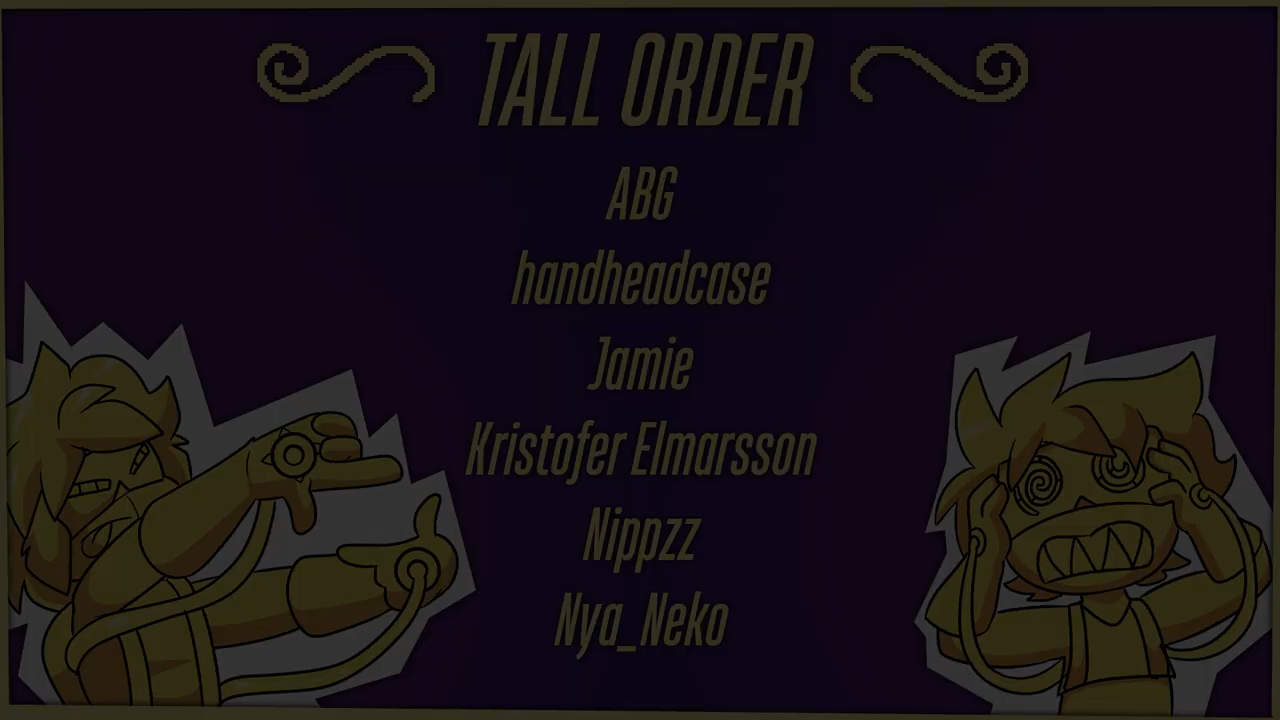 TALL ORDER
ABG
handheadcase
Jamie
Kristofer Elmarsson
Nippzz
Nya_Neko